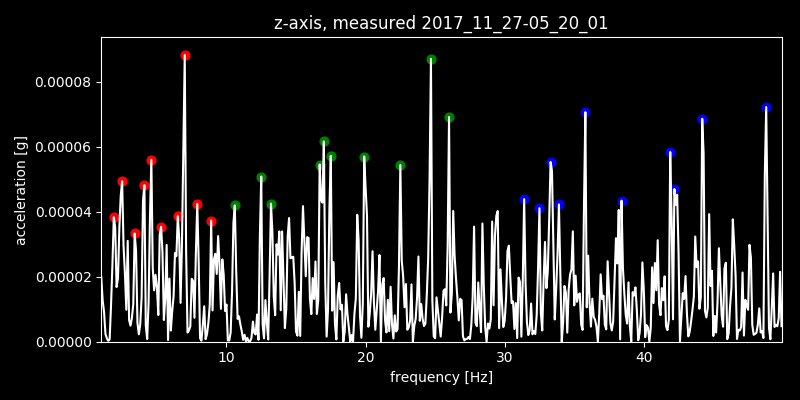 z-axis, measured 2017_11_27-05_20_01
acceleration [g]
0.00008
0.00006
0.00004
0.00002
0.00000
10 20 30 40
frequency [Hz]